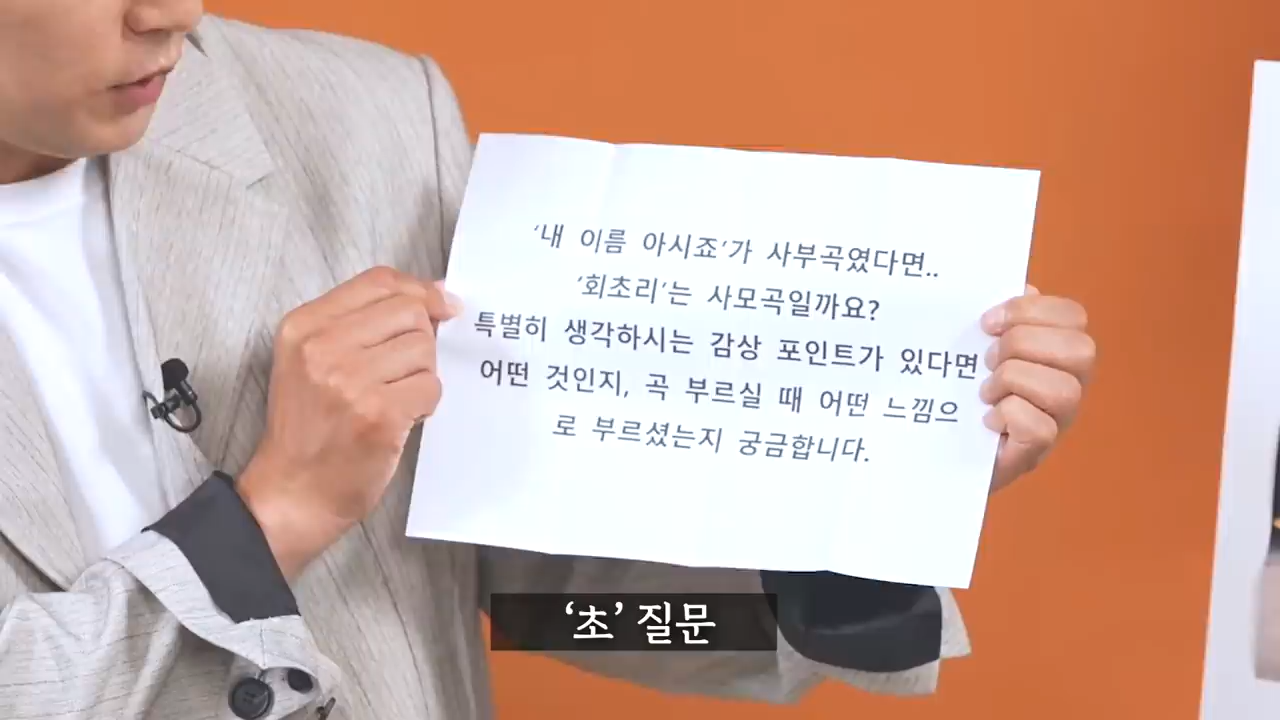 ‘내 이름 아시죠’가 사부곡였다면..
‘회초리’는 사모곡일까요?
특별히 생각하시는 감상 포인트가 있다면
어떤 것인지, 곡 부르실 때 어떤 느낌으
로 부르셨는지 궁금합니다.
‘초’ 질문